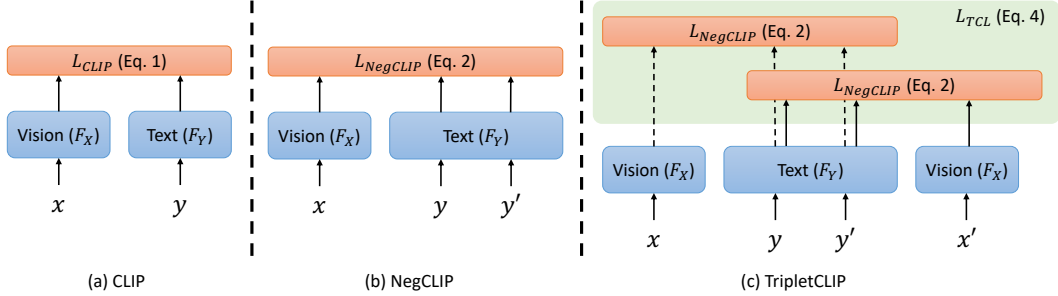 L_CLIP (Eq. 1)
Vision (F_X)
Text (F_Y)
x
y
(a) CLIP
L_NegCLIP (Eq. 2)
Vision (F_X)
Text (F_Y)
x
y
y′
(b) NegCLIP
L_TCL (Eq. 4)
L_NegCLIP (Eq. 2)
L_NegCLIP (Eq. 2)
Vision (F_X)
Text (F_Y)
Vision (F_X)
x
y
y′
x′
(c) TripletCLIP